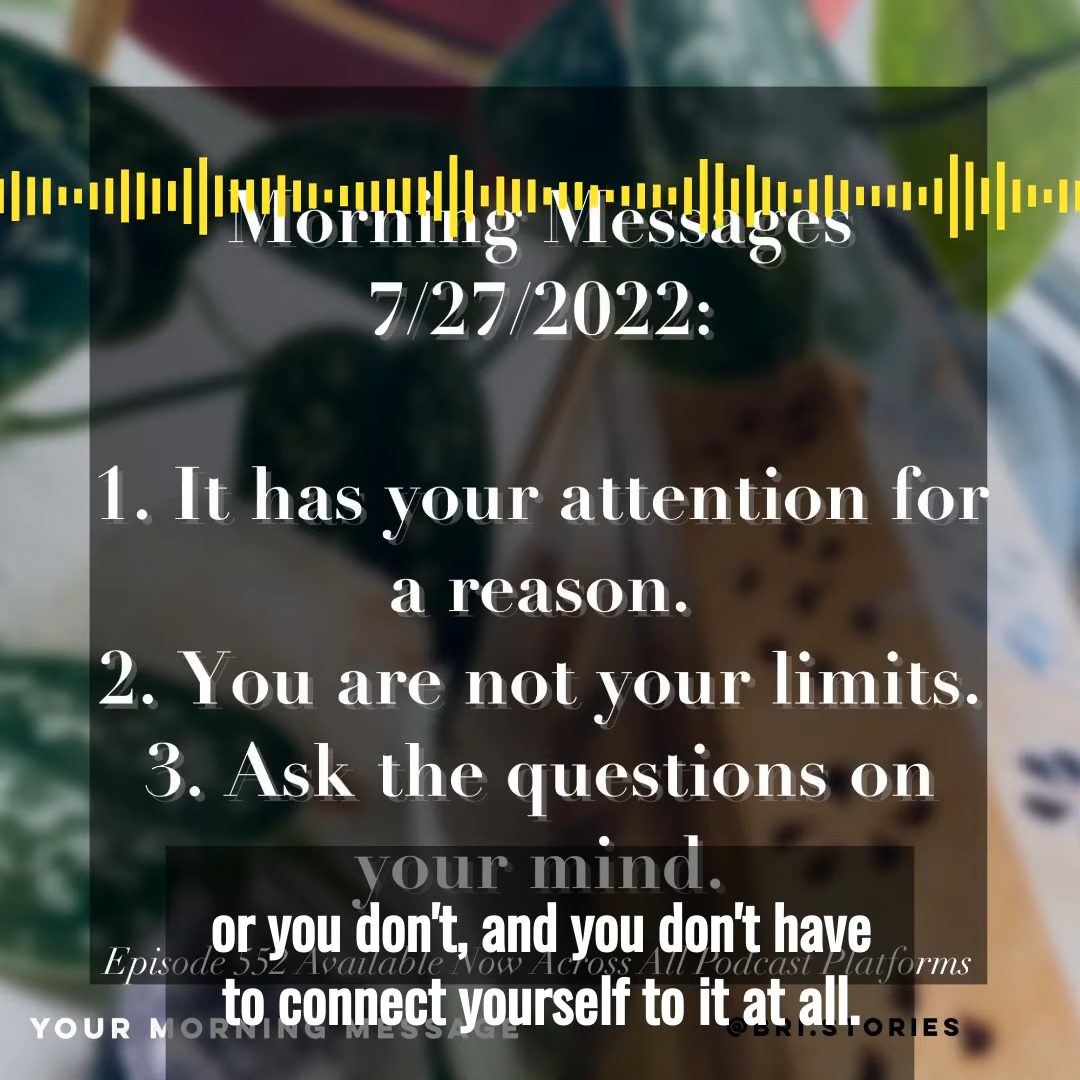 Morning Messages
7/27/2022:
1. It has your attention for
a reason.
2. You are not your limits.
3. Ask the questions on
your mind.
or you don't, and you don't have
Episode 552 Available Now Across All Podcast Platforms
to connect yourself to it at all.
YOUR MORNING MESSAGE
@BRI.STORIES